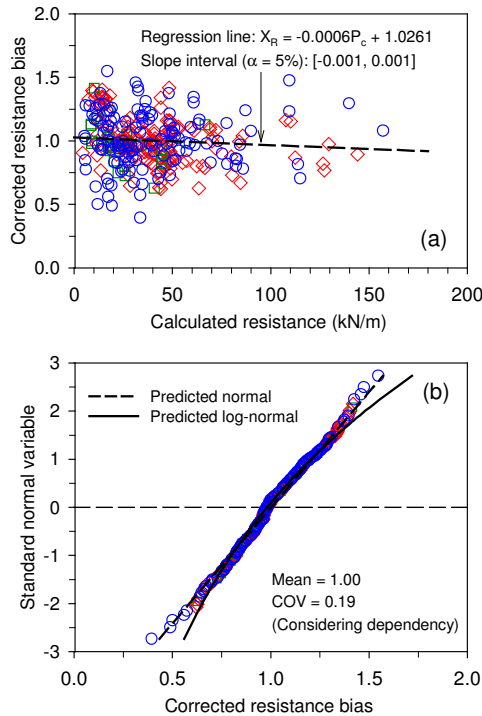 Regression line: X_R = -0.0006P_c + 1.0261
Slope interval (α = 5%): [-0.001, 0.001]
2.0
1.5
1.0
0.5
0.0
Corrected resistance bias
(a)
0 50 100 150 200
Calculated resistance (kN/m)
3
2
1
0
-1
-2
-3
Standard normal variable
(b)
Predicted normal
Predicted log-normal
Mean = 1.00
COV = 0.19
(Considering dependency)
0.0 0.5 1.0 1.5 2.0
Corrected resistance bias